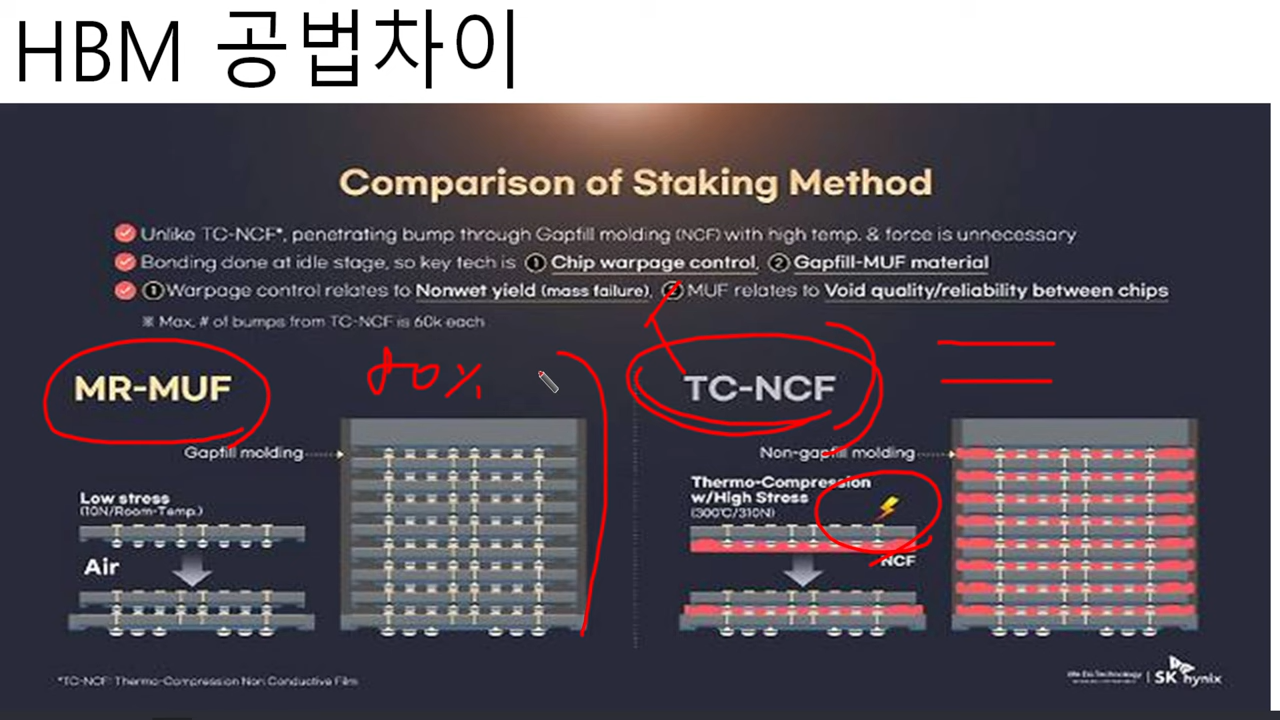 HBM 공법차이
Comparison of Staking Method
Unlike TC-NCF*, penetrating bump through Gapfill molding (NCF) with high temp. & force is unnecessary
Bonding done at idle stage, so key tech is ① Chip warpage control, ② Gapfill-MUF material
①Warpage control relates to Nonwet yield (mass failure), ②MUF relates to Void quality/reliability between chips
※ Max. # of bumps from TC-NCF is 60k each
MR-MUF
80%
Gapfill molding
Low stress
(10N/Room-Temp.)
Air
TC-NCF
Non-gapfill molding
Thermo-Compression
w/High Stress
(300℃/310N)
NCF
*TC-NCF: Thermo-Compression Non Conductive Film
We Do Technology
SK hynix